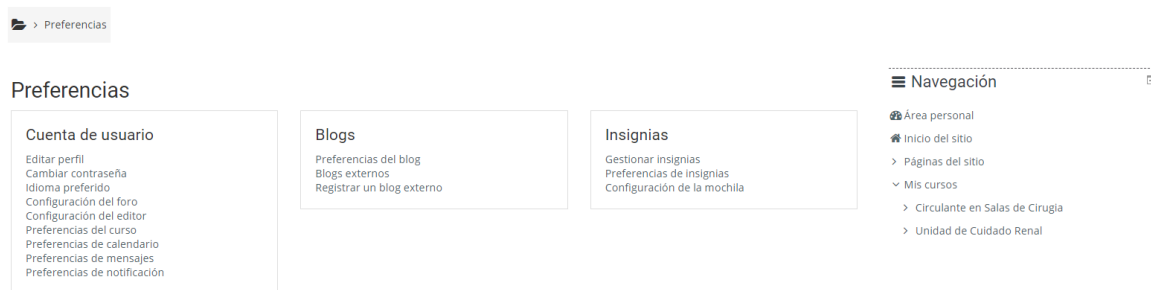 > Preferencias
Preferencias
Cuenta de usuario
Editar perfil
Cambiar contraseña
Idioma preferido
Configuración del foro
Configuración del editor
Preferencias del curso
Preferencias de calendario
Preferencias de mensajes
Preferencias de notificación
Blogs
Preferencias del blog
Blogs externos
Registrar un blog externo
Insignias
Gestionar insignias
Preferencias de insignias
Configuración de la mochila
Navegación
Área personal
Inicio del sitio
Páginas del sitio
Mis cursos
Circulante en Salas de Cirugia
Unidad de Cuidado Renal